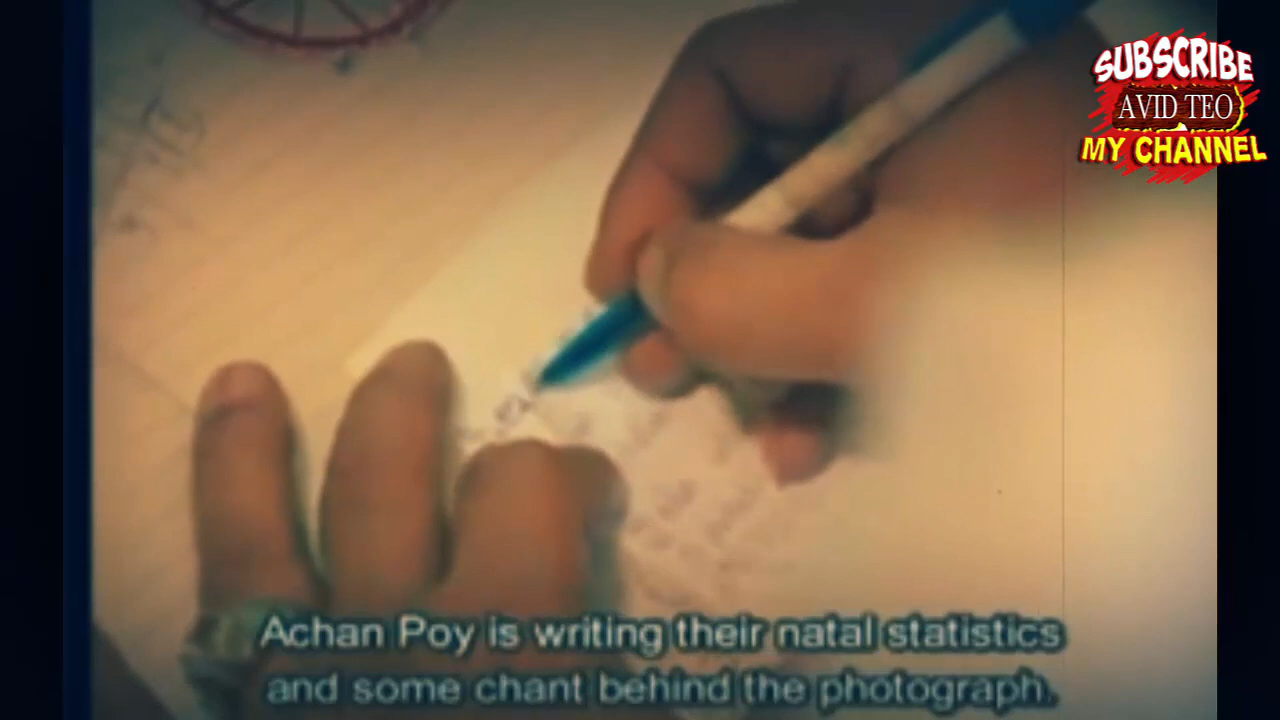 SUBSCRIBE
AVID TEO
MY CHANNEL
Achan Poy is writing their natal statistics
and some chant behind the photograph.